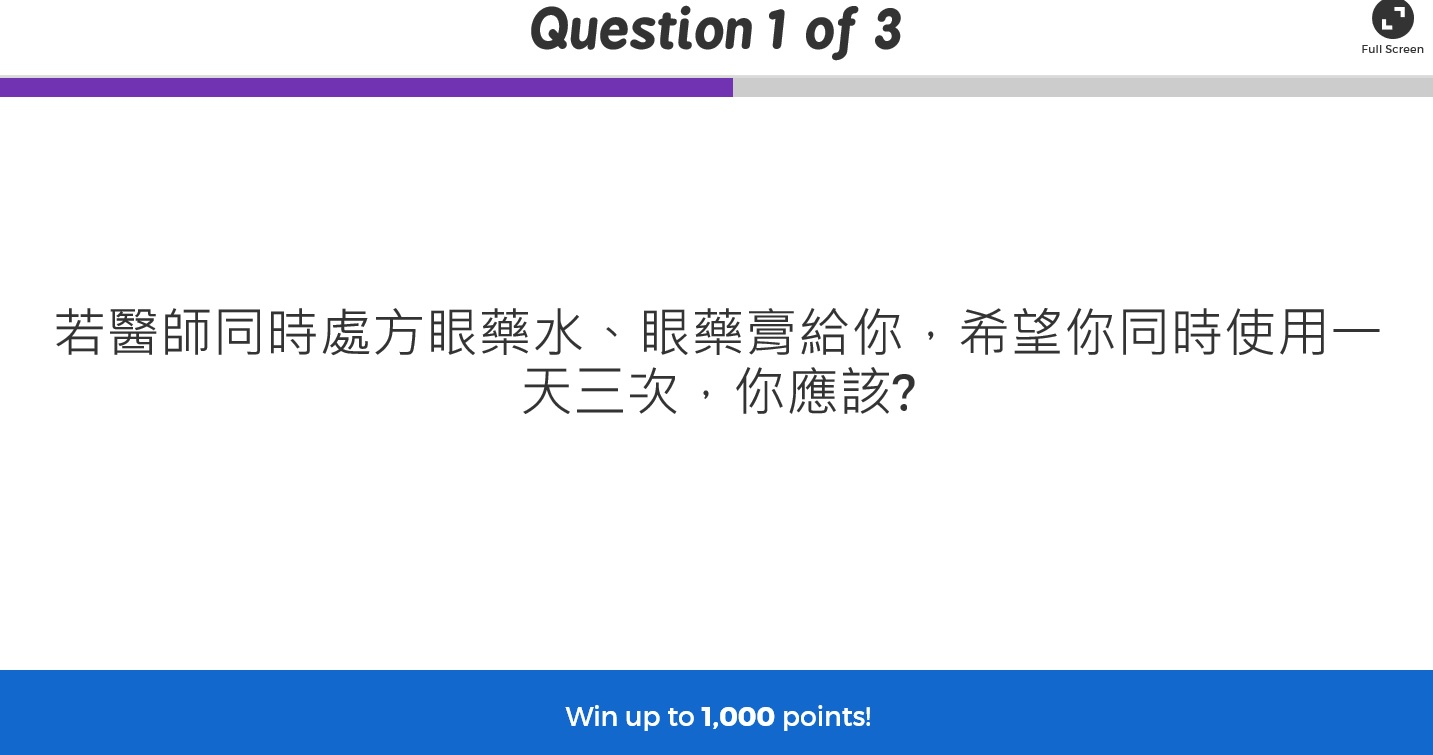 Question 1 of 3
Full Screen
若醫師同時處方眼藥水、眼藥膏給你，希望你同時使用一
天三次，你應該?
Win up to 1,000 points!